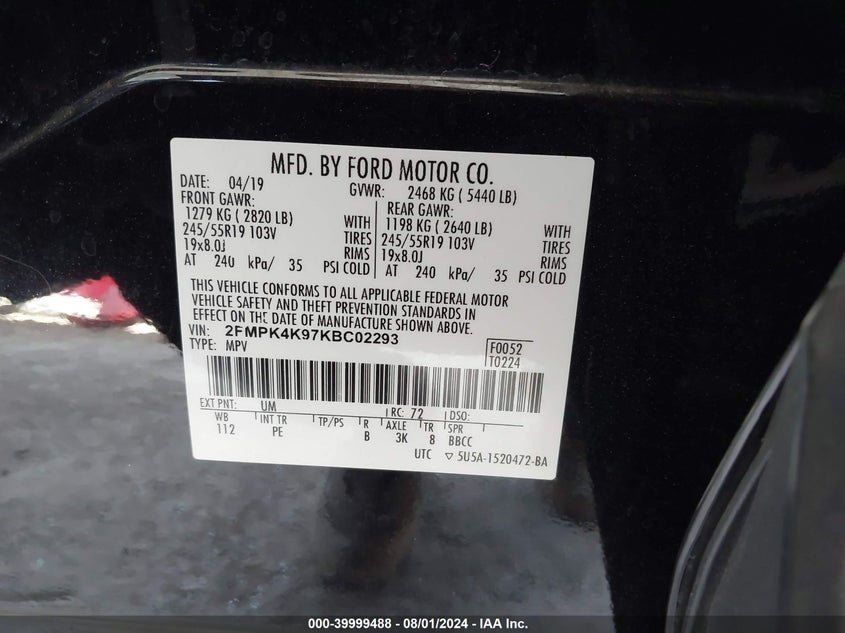 MFD. BY FORD MOTOR CO.
DATE: 04/19 GVWR: 2468 KG ( 5440 LB)
FRONT GAWR: REAR GAWR:
1279 KG ( 2820 LB) WITH 1198 KG ( 2640 LB) WITH
245/55R19 103V TIRES 245/55R19 103V TIRES
19x8.0J RIMS 19x8.0J RIMS
AT 240 kPa/ 35 PSI COLD AT 240 kPa/ 35 PSI COLD
THIS VEHICLE CONFORMS TO ALL APPLICABLE FEDERAL MOTOR
VEHICLE SAFETY AND THEFT PREVENTION STANDARDS IN
EFFECT ON THE DATE OF MANUFACTURE SHOWN ABOVE.
VIN: 2FMPK4K97KBC02293
TYPE: MPV
F0052
T0224
EXT PNT: UM RC: 72 DSO:
WB INT TR TP/PS R AXLE TR SPR
112 PE B 3K 8 BBCC
UTC ▽ 5U5A-1520472-BA
000-39999488 - 08/01/2024 - IAA Inc.